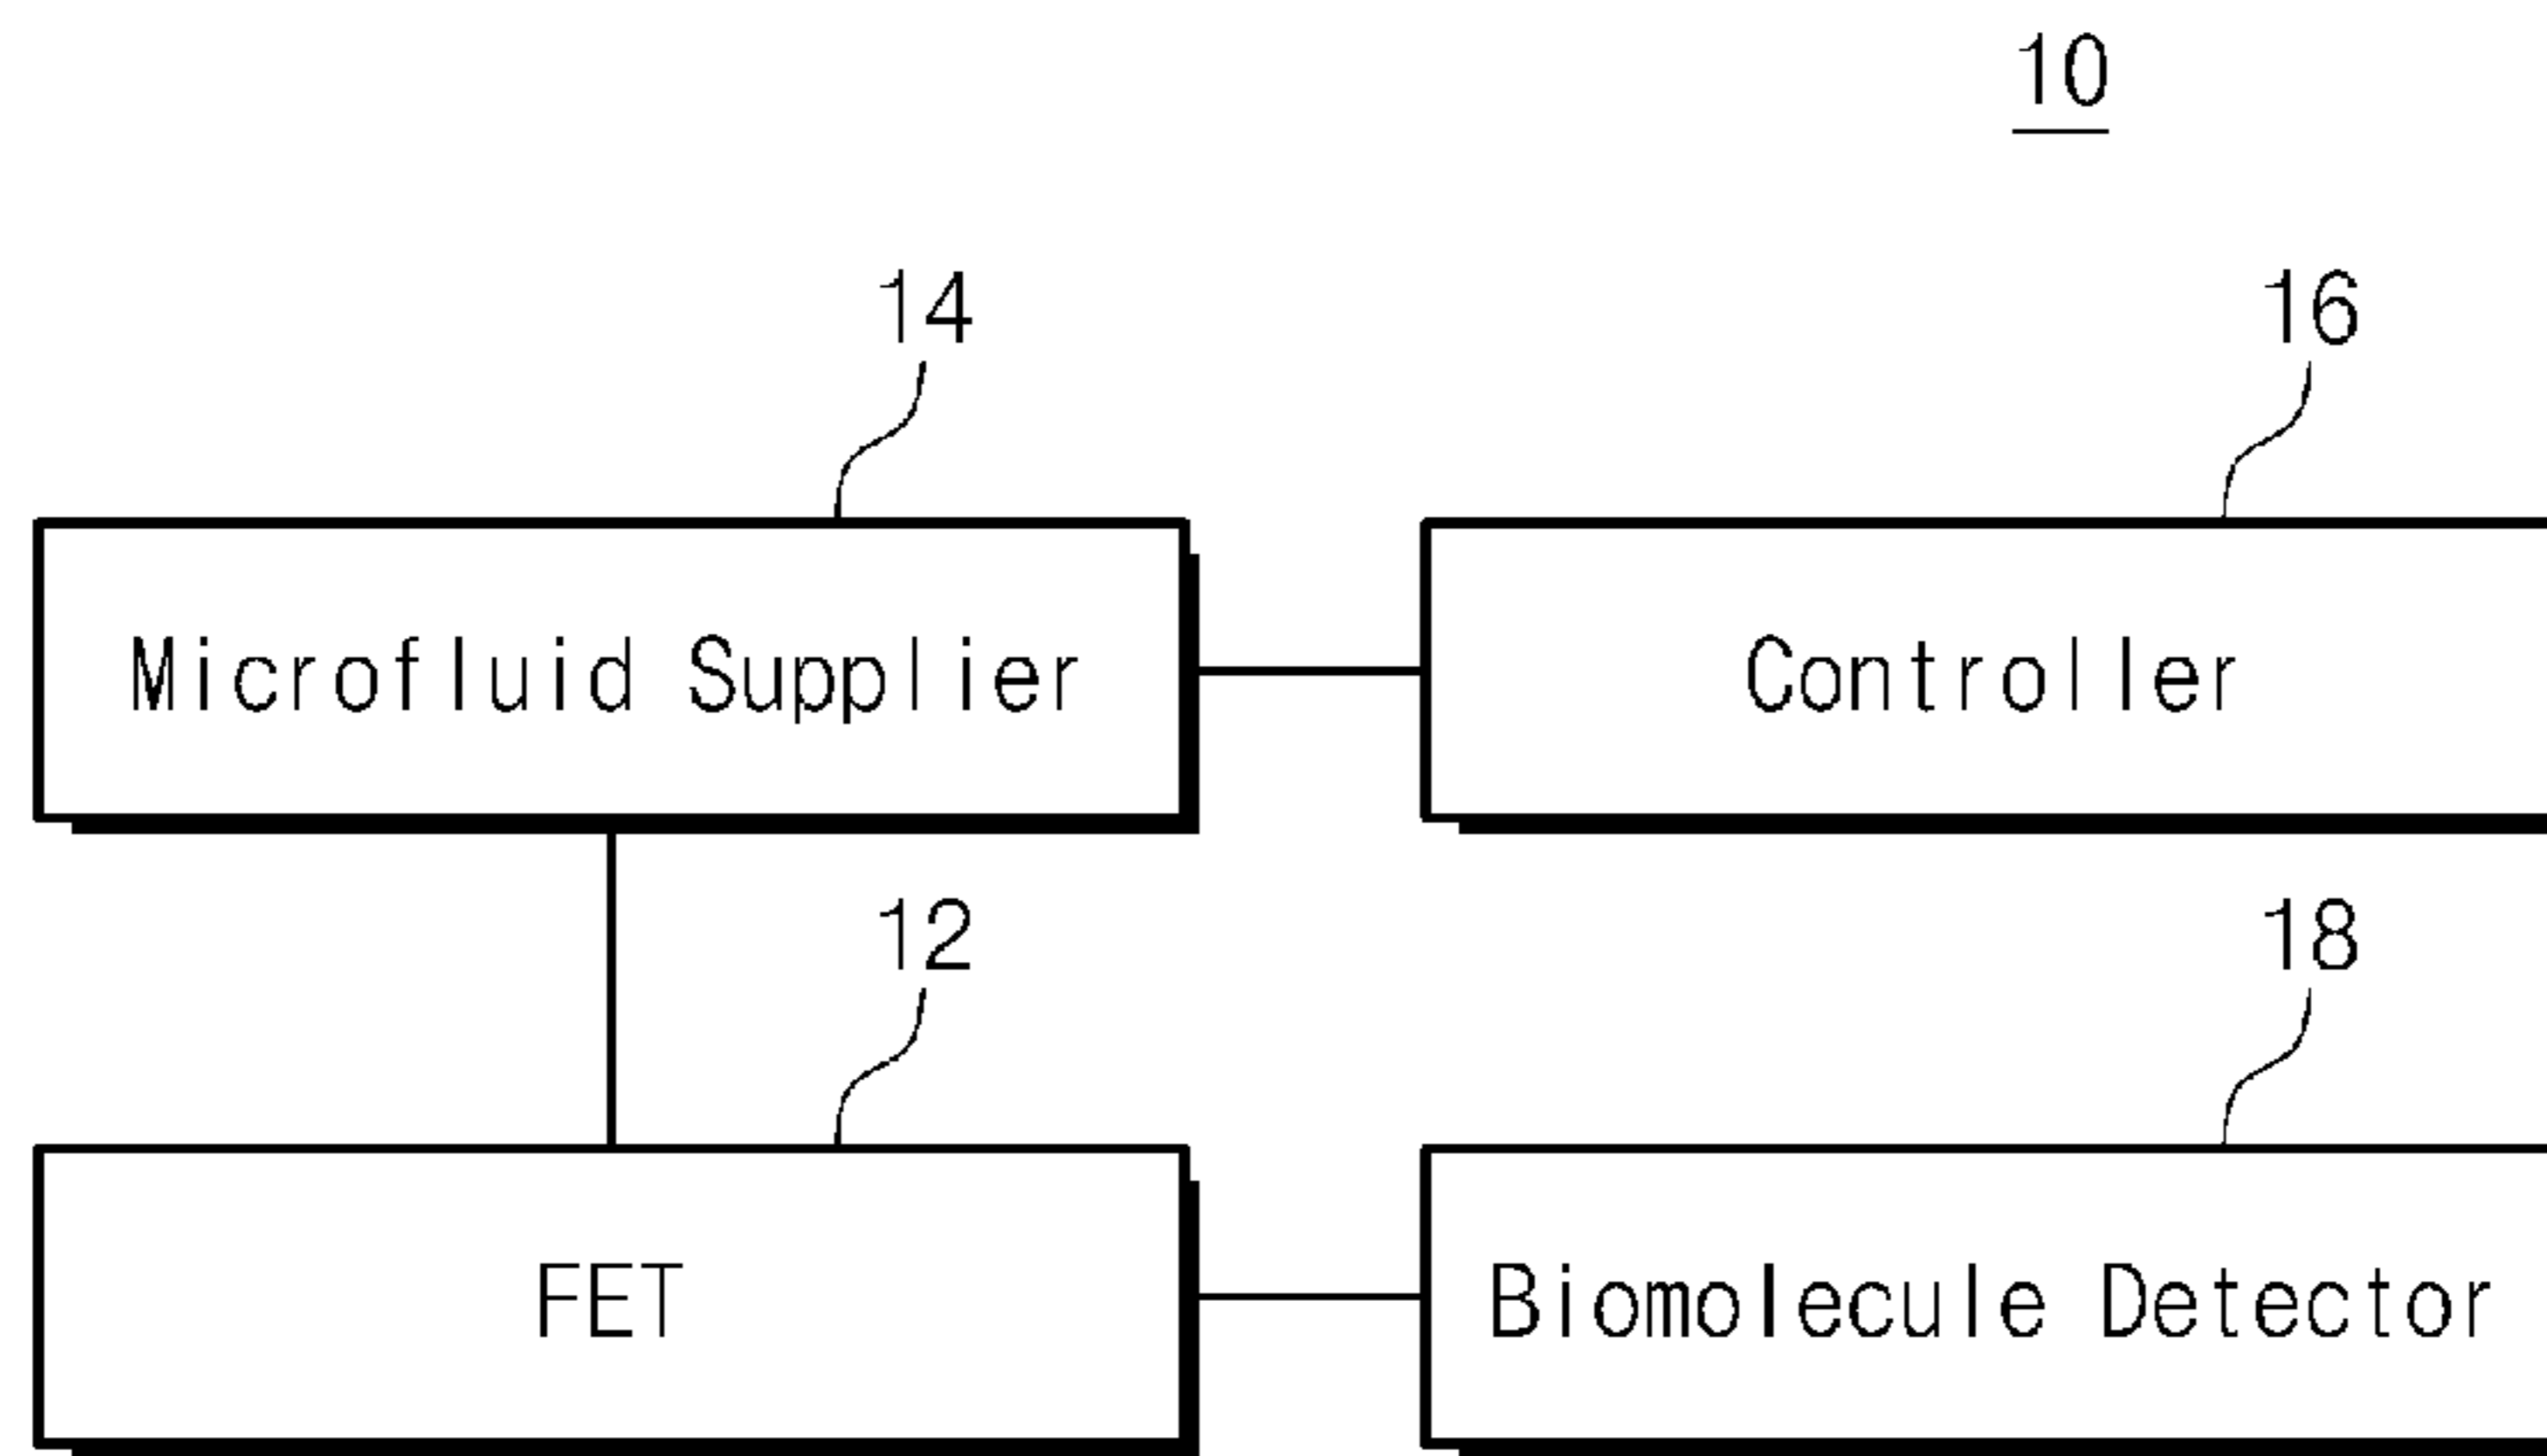 10
14
16
Microfluid Supplier
Controller
12
18
FET
Biomolecule Detector